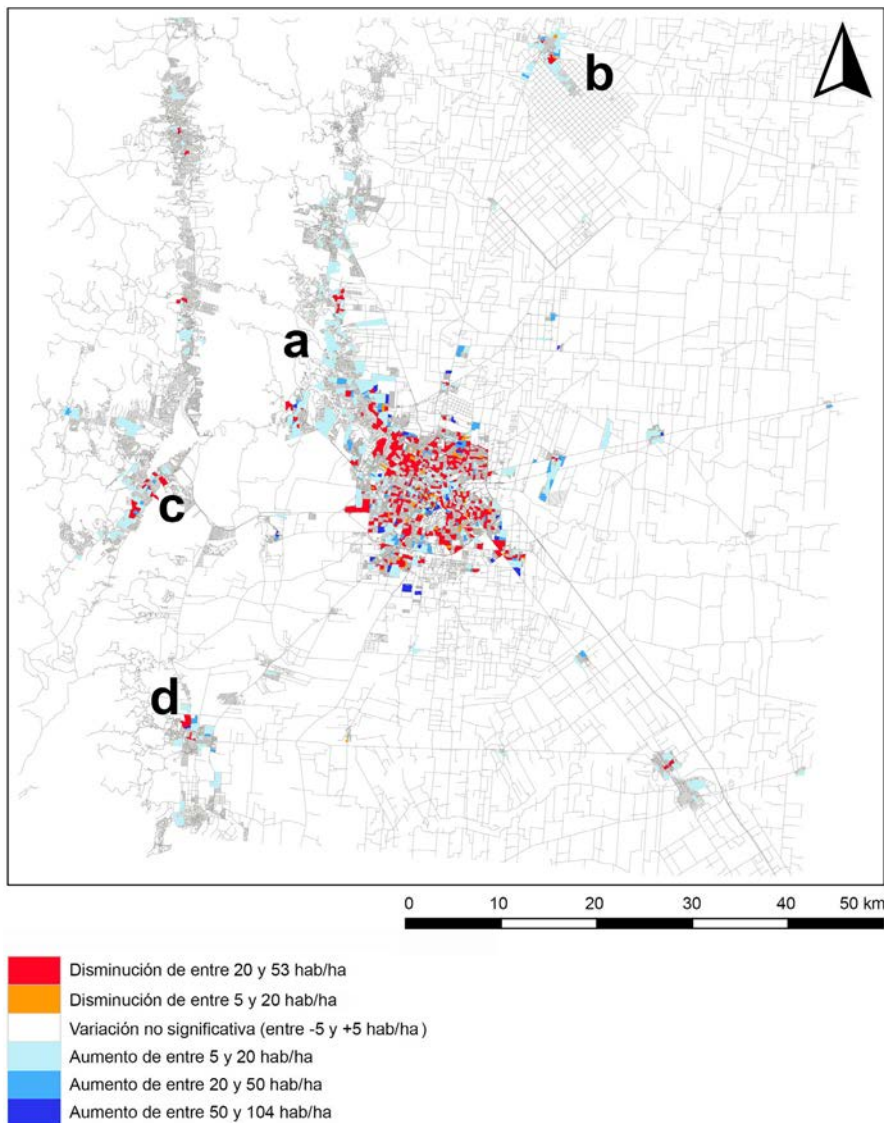 b
a
c
d
0 10 20 30 40 50 km
Disminución de entre 20 y 53 hab/ha
Disminución de entre 5 y 20 hab/ha
Variación no significativa (entre -5 y +5 hab/ha)
Aumento de entre 5 y 20 hab/ha
Aumento de entre 20 y 50 hab/ha
Aumento de entre 50 y 104 hab/ha